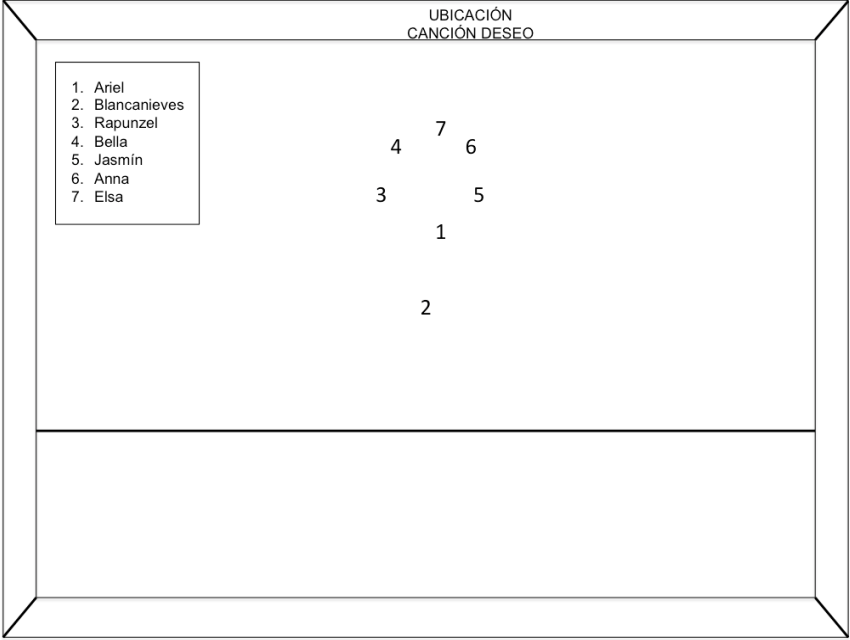 UBICACIÓN
CANCIÓN DESEO
1. Ariel
2. Blancanieves
3. Rapunzel
4. Bella
5. Jasmín
6. Anna
7. Elsa
7
4 6
3 5
1
2